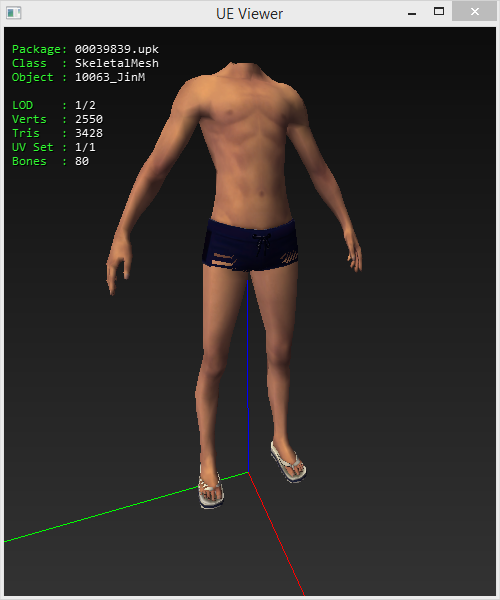 UE Viewer
Package: 00039839.upk
Class : SkeletalMesh
Object : 10063_JinM
LOD : 1/2
Verts : 2550
Tris : 3428
UV Set : 1/1
Bones : 80